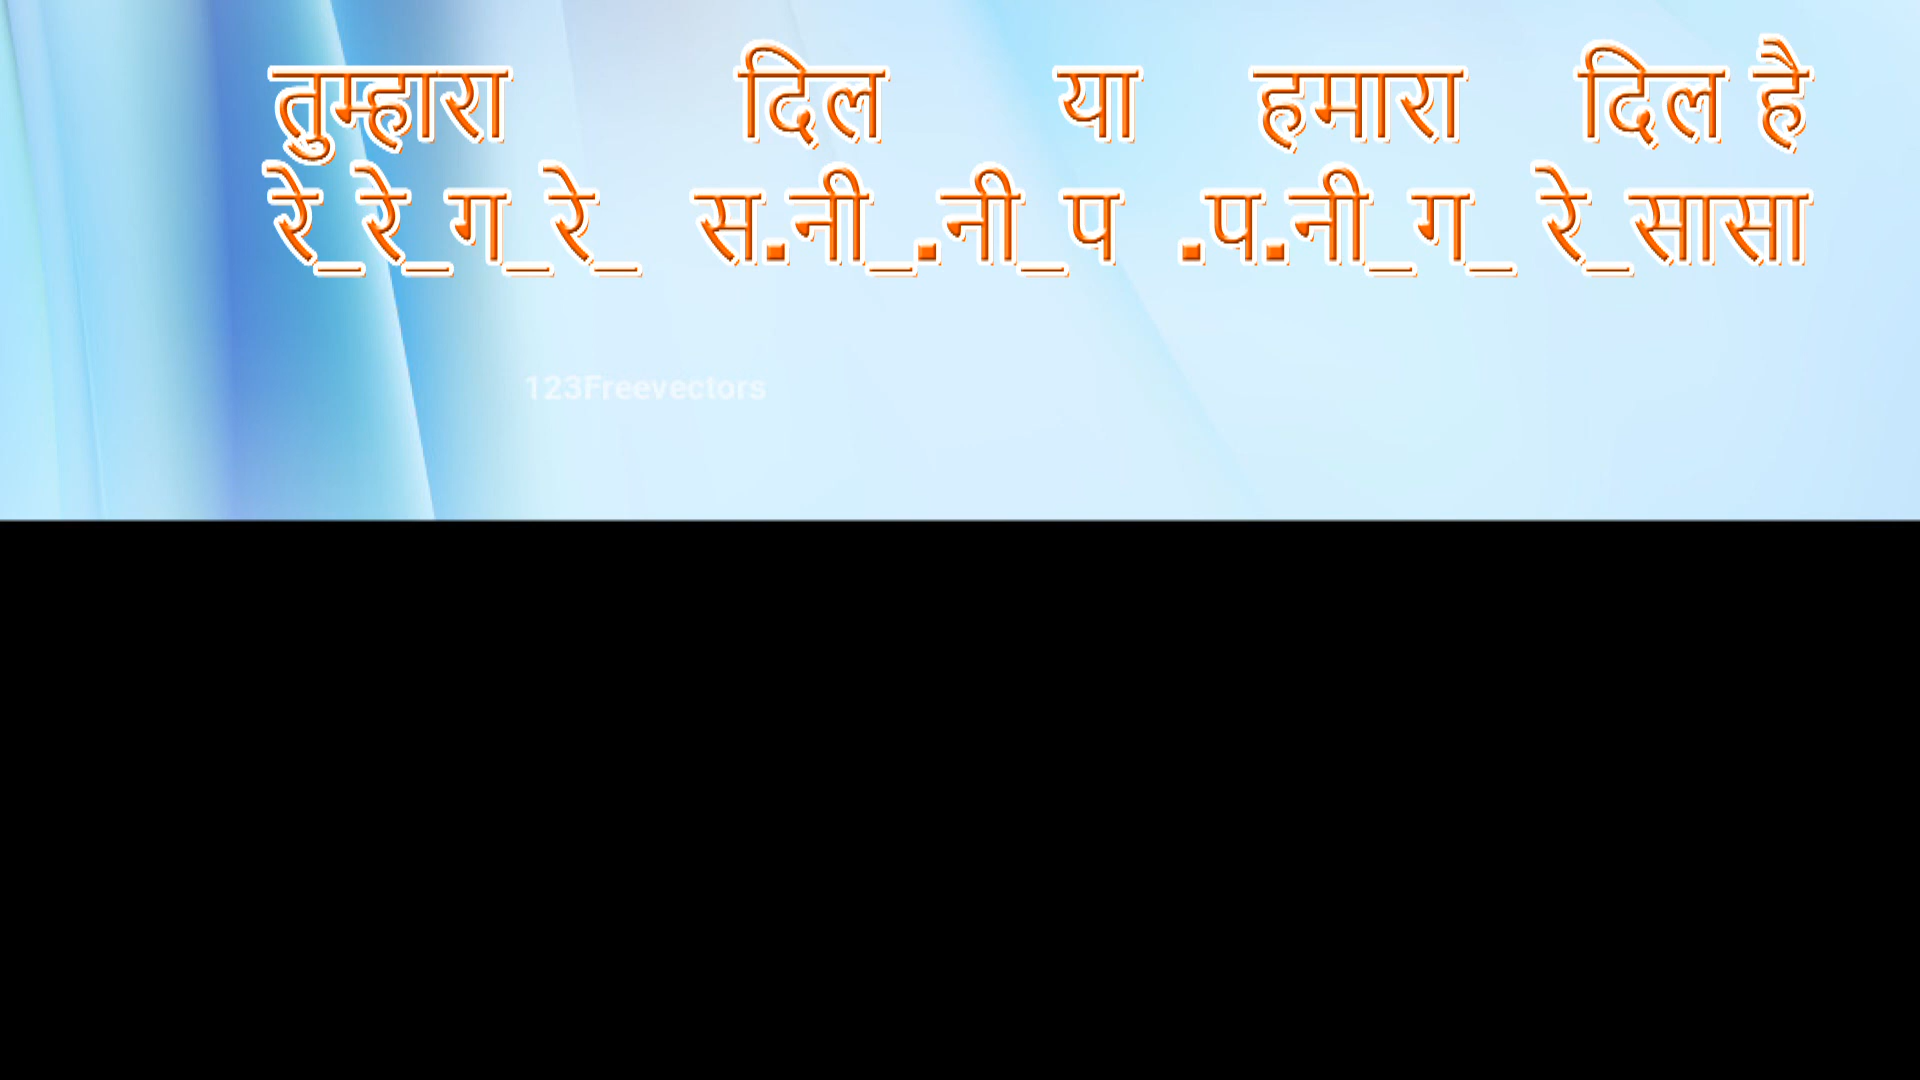 तुम्हारा दिल या हमारा दिल है
रे_रे_ग_रे_ स.नी_.नी_प .प.नी_ग_ रे_सासा
123Freevectors